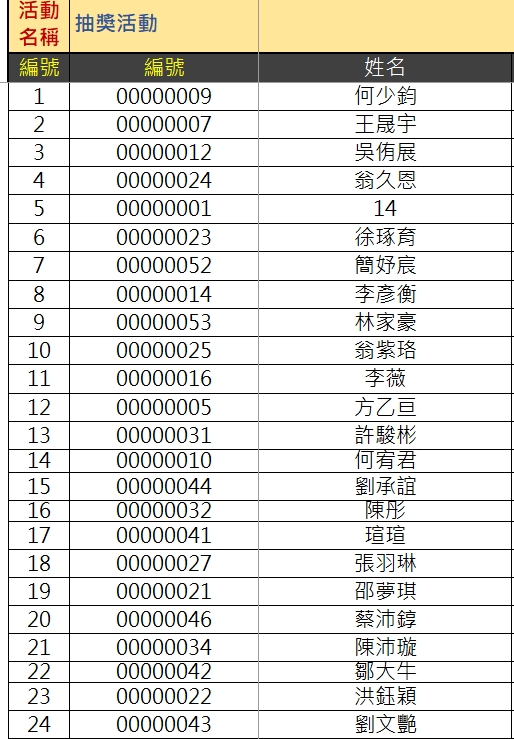 活動
名稱 抽獎活動
編號 編號 姓名
1 00000009 何少鈞
2 00000007 王晟宇
3 00000012 吳侑展
4 00000024 翁久恩
5 00000001 14
6 00000023 徐琢育
7 00000052 簡妤宸
8 00000014 李彥衡
9 00000053 林家豪
10 00000025 翁紫珞
11 00000016 李薇
12 00000005 方乙亘
13 00000031 許駿彬
14 00000010 何宥君
15 00000044 劉承誼
16 00000032 陳彤
17 00000041 瑄瑄
18 00000027 張羽琳
19 00000021 邵夢琪
20 00000046 蔡沛錞
21 00000034 陳沛璇
22 00000042 鄒大牛
23 00000022 洪鈺穎
24 00000043 劉文艷